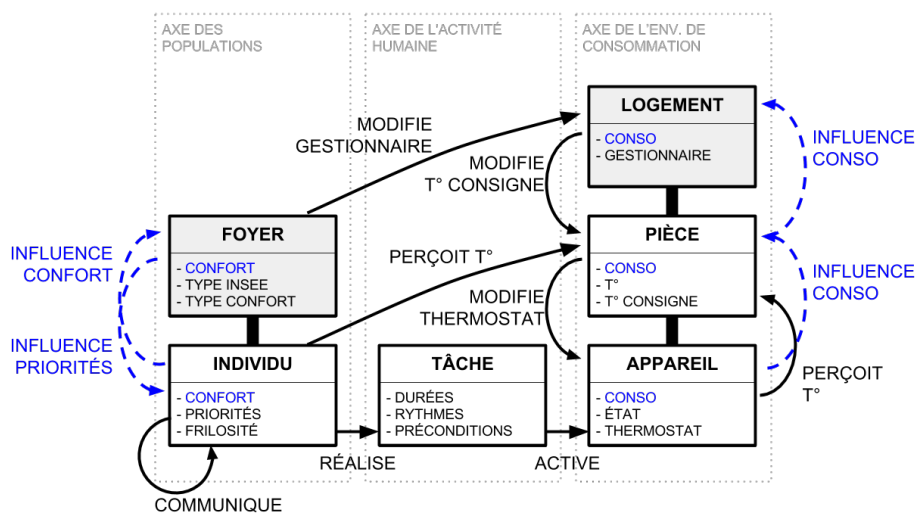 AXE DES
POPULATIONS
AXE DE L'ACTIVITÉ
HUMAINE
AXE DE L'ENV. DE
CONSOMMATION
LOGEMENT
- CONSO
- GESTIONNAIRE
MODIFIE
GESTIONNAIRE
MODIFIE
T° CONSIGNE
INFLUENCE
CONSO
FOYER
- CONFORT
- TYPE INSEE
- TYPE CONFORT
INFLUENCE
CONFORT
PERÇOIT T°
PIÈCE
- CONSO
- T°
- T° CONSIGNE
MODIFIE
THERMOSTAT
INFLUENCE
CONSO
INFLUENCE
PRIORITÉS
INDIVIDU
- CONFORT
- PRIORITÉS
- FRILOSITÉ
TÂCHE
- DURÉES
- RYTHMES
- PRÉCONDITIONS
APPAREIL
- CONSO
- ÉTAT
- THERMOSTAT
PERÇOIT
T°
RÉALISE
ACTIVE
COMMUNIQUE